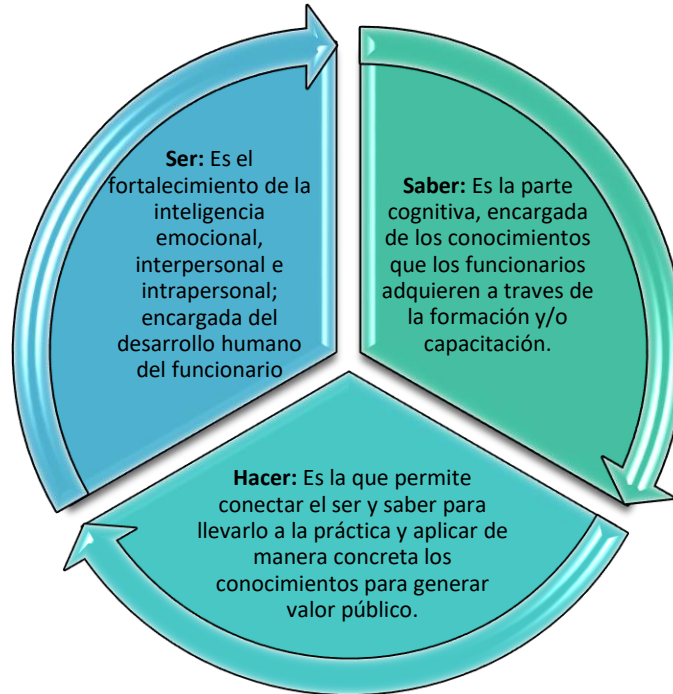 Ser: Es el
fortalecimiento de la
inteligencia
emocional,
interpersonal e
intrapersonal;
encargada del
desarrollo humano
del funcionario
Saber: Es la parte
cognitiva, encargada
de los conocimientos
que los funcionarios
adquieren a traves de
la formación y/o
capacitación.
Hacer: Es la que permite
conectar el ser y saber para
llevarlo a la práctica y aplicar de
manera concreta los
conocimientos para generar
valor público.